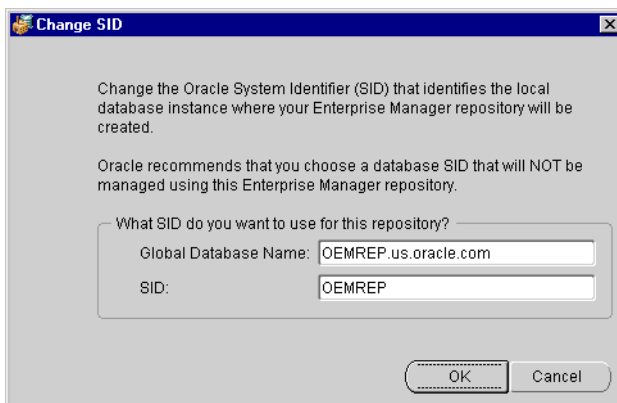 Change SID
Change the Oracle System Identifier (SID) that identifies the local
database instance where your Enterprise Manager repository will be
created.
Oracle recommends that you choose a database SID that will NOT be
managed using this Enterprise Manager repository.
What SID do you want to use for this repository?
Global Database Name: OEMREP.us.oracle.com
SID: OEMREP
OK Cancel